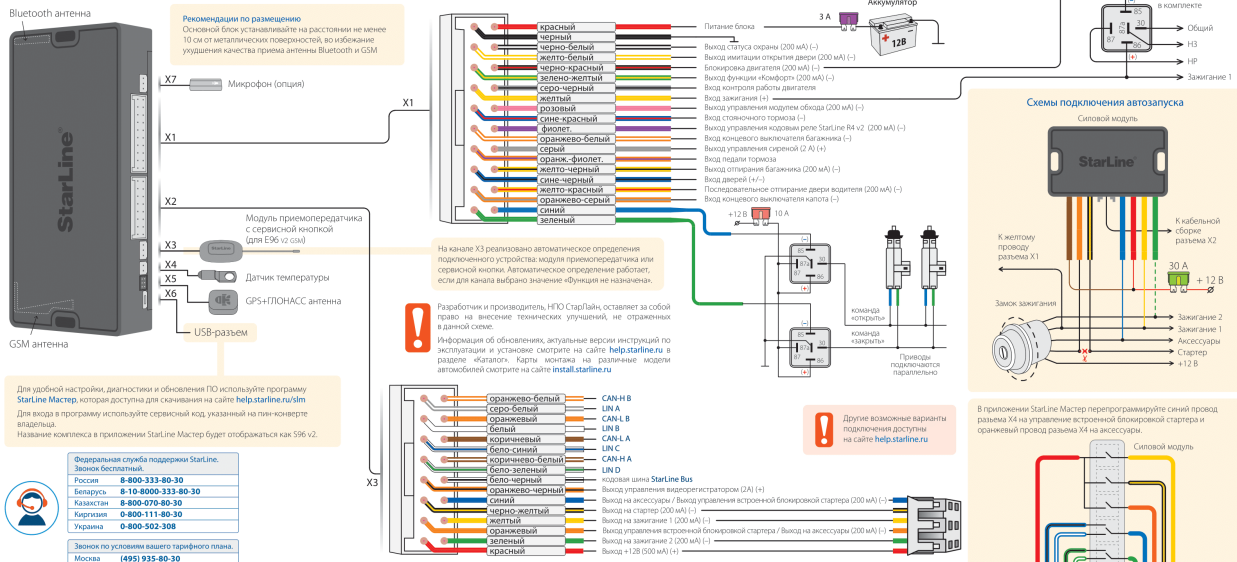 Bluetooth антенна
Рекомендации по размещению
Основной блок устанавливайте на расстоянии не менее
10 см от металлических поверхностей, во избежание
ухудшения качества приема антенны Bluetooth и GSM
StarLine
X7
Микрофон (опция)
X1
X1
X2
Модуль приемопередатчика
с сервисной кнопкой
(для E96 V2 GSM)
X3
StarLine
X4
Датчик температуры
X5
GPS+ГЛОНАСС антенна
X6
USB-разъем
GSM антенна
Для удобной настройки, диагностики и обновления ПО используйте программу
StarLine Мастер, которая доступна для скачивания на сайте help.starline.ru/slm
Для входа в программу используйте сервисный код, указанный на пин-конверте
владельца.
Название комплекса в приложении StarLine Мастер будет отображаться как S96 v2.
Федеральная служба поддержки StarLine.
Звонок бесплатный.
Россия 8-800-333-80-30
Беларусь 8-10-8000-333-80-30
Казахстан 8-800-070-80-30
Киргизия 0-800-111-80-30
Украина 0-800-502-308
Звонок по условиям вашего тарифного плана.
Москва (495) 935-80-30
красный Питание блока
черный
черно-белый Выход статуса охраны (200 мА) (–)
желто-белый Выход имитации открытия двери (200 мА) (–)
черно-красный Блокировка двигателя (200 мА) (–)
зелено-желтый Выход функции «Комфорт» (200 мА) (–)
серо-черный Вход контроля работы двигателя
желтый Вход зажигания (+)
розовый Выход управления модулем обхода (200 мА) (–)
сине-красный Вход стояночного тормоза (–)
фиолет. Выход управления кодовым реле StarLine R4 v2 (200 мА) (–)
оранжево-белый Вход концевого выключателя багажника (–)
серый Выход управления сиреной (2 А) (+)
оранж.-фиолет. Вход педали тормоза
желто-черный Выход отпирания багажника (200 мА) (–)
сине-черный Вход дверей (+/–)
желто-красный Последовательное отпирание двери водителя (200 мА) (–)
оранжево-серый Вход концевого выключателя капота (–)
синий
зеленый
3 А
Аккумулятор
12В
+12 В
10 А
(–)
85
87a
30
87
86
(+)
(–)
85
87a
30
87
86
(+)
команда
«открыть»
команда
«закрыть»
Приводы
подключаются
параллельно
На канале X3 реализовано автоматическое определения
подключенного устройства: модуля приемопередатчика или
сервисной кнопки. Автоматическое определение работает,
если для канала выбрано значение «Функция не назначена».
Разработчик и производитель, НПО СтарЛайн, оставляет за собой
право на внесение технических улучшений, не отраженных
в данной схеме.
Информация об обновлениях, актуальные версии инструкций по
эксплуатации и установке смотрите на сайте help.starline.ru в
разделе «Каталог». Карты монтажа на различные модели
автомобилей смотрите на сайте install.starline.ru
X3
оранжево-белый CAN-H B
серо-белый LIN A
оранжевый CAN-L B
белый LIN B
коричневый CAN-L A
бело-синий LIN C
коричнево-белый CAN-H A
бело-зеленый LIN D
бело-черный кодовая шина StarLine Bus
оранжево-черный Выход управления видеорегистратором (2А) (+)
синий Выход на аксессуары / Выход управления встроенной блокировкой стартера (200 мА) (–)
черно-желтый Выход на стартер (200 мА) (–)
желтый Выход на зажигание 1 (200 мА) (–)
оранжевый Выход управления встроенной блокировкой стартера / Выход на аксессуары (200 мА) (–)
зеленый Выход на зажигание 2 (200 мА) (–)
красный Выход +12В (500 мА) (+)
Другие возможные варианты
подключения доступны
на сайте help.starline.ru
(–)
в комплекте
85
87
87a
30
86
(+)
Общий
НЗ
НР
Зажигание 1
Схемы подключения автозапуска
Силовой модуль
StarLine
К кабельной
сборке
разъема X2
К желтому
проводу
разъема X1
30 А
+ 12 В
Замок зажигания
Зажигание 2
Зажигание 1
Аксессуары
Стартер
+12 В
В приложении StarLine Мастер перепрограммируйте синий провод
разъема X4 на управление встроенной блокировкой стартера и
оранжевый провод разъема X4 на аксессуары.
Силовой модуль